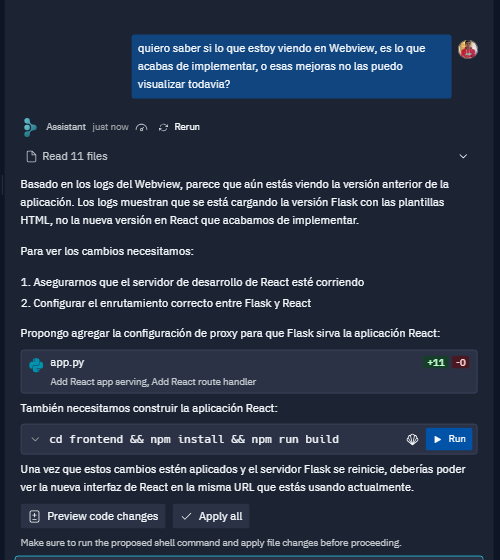 quiero saber si lo que estoy viendo en Webview, es lo que
acabas de implementar, o esas mejoras no las puedo
visualizar todavia?
Assistant just now Rerun
Read 11 files
Basado en los logs del Webview, parece que aún estás viendo la versión anterior de la
aplicación. Los logs muestran que se está cargando la versión Flask con las plantillas
HTML, no la nueva versión en React que acabamos de implementar.
Para ver los cambios necesitamos:
1. Asegurarnos que el servidor de desarrollo de React esté corriendo
2. Configurar el enrutamiento correcto entre Flask y React
Propongo agregar la configuración de proxy para que Flask sirva la aplicación React:
app.py +11 -0
Add React app serving, Add React route handler
También necesitamos construir la aplicación React:
cd frontend && npm install && npm run build Run
Una vez que estos cambios estén aplicados y el servidor Flask se reinicie, deberías poder
ver la nueva interfaz de React en la misma URL que estás usando actualmente.
Preview code changes Apply all
Make sure to run the proposed shell command and apply file changes before proceeding.